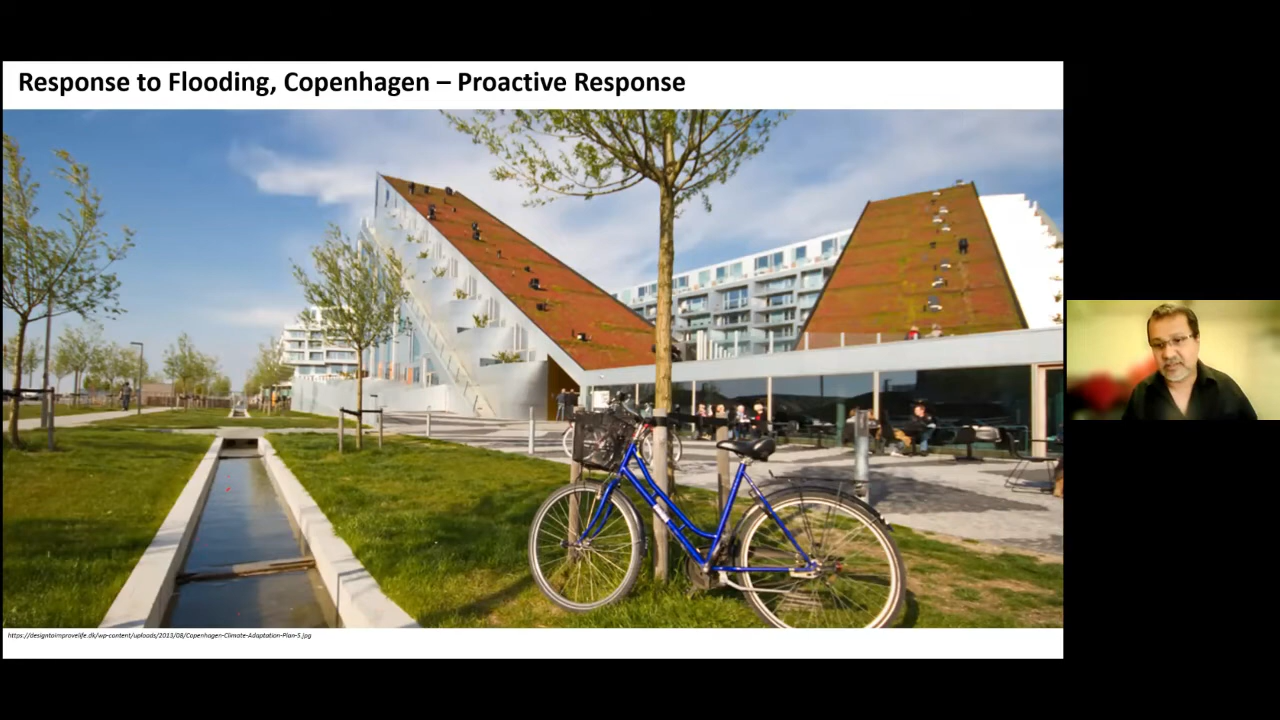 Response to Flooding, Copenhagen – Proactive Response
https://designtoimprovelife.dk/wp-content/uploads/2013/08/Copenhagen-Climate-Adaptation-Plan-5.jpg